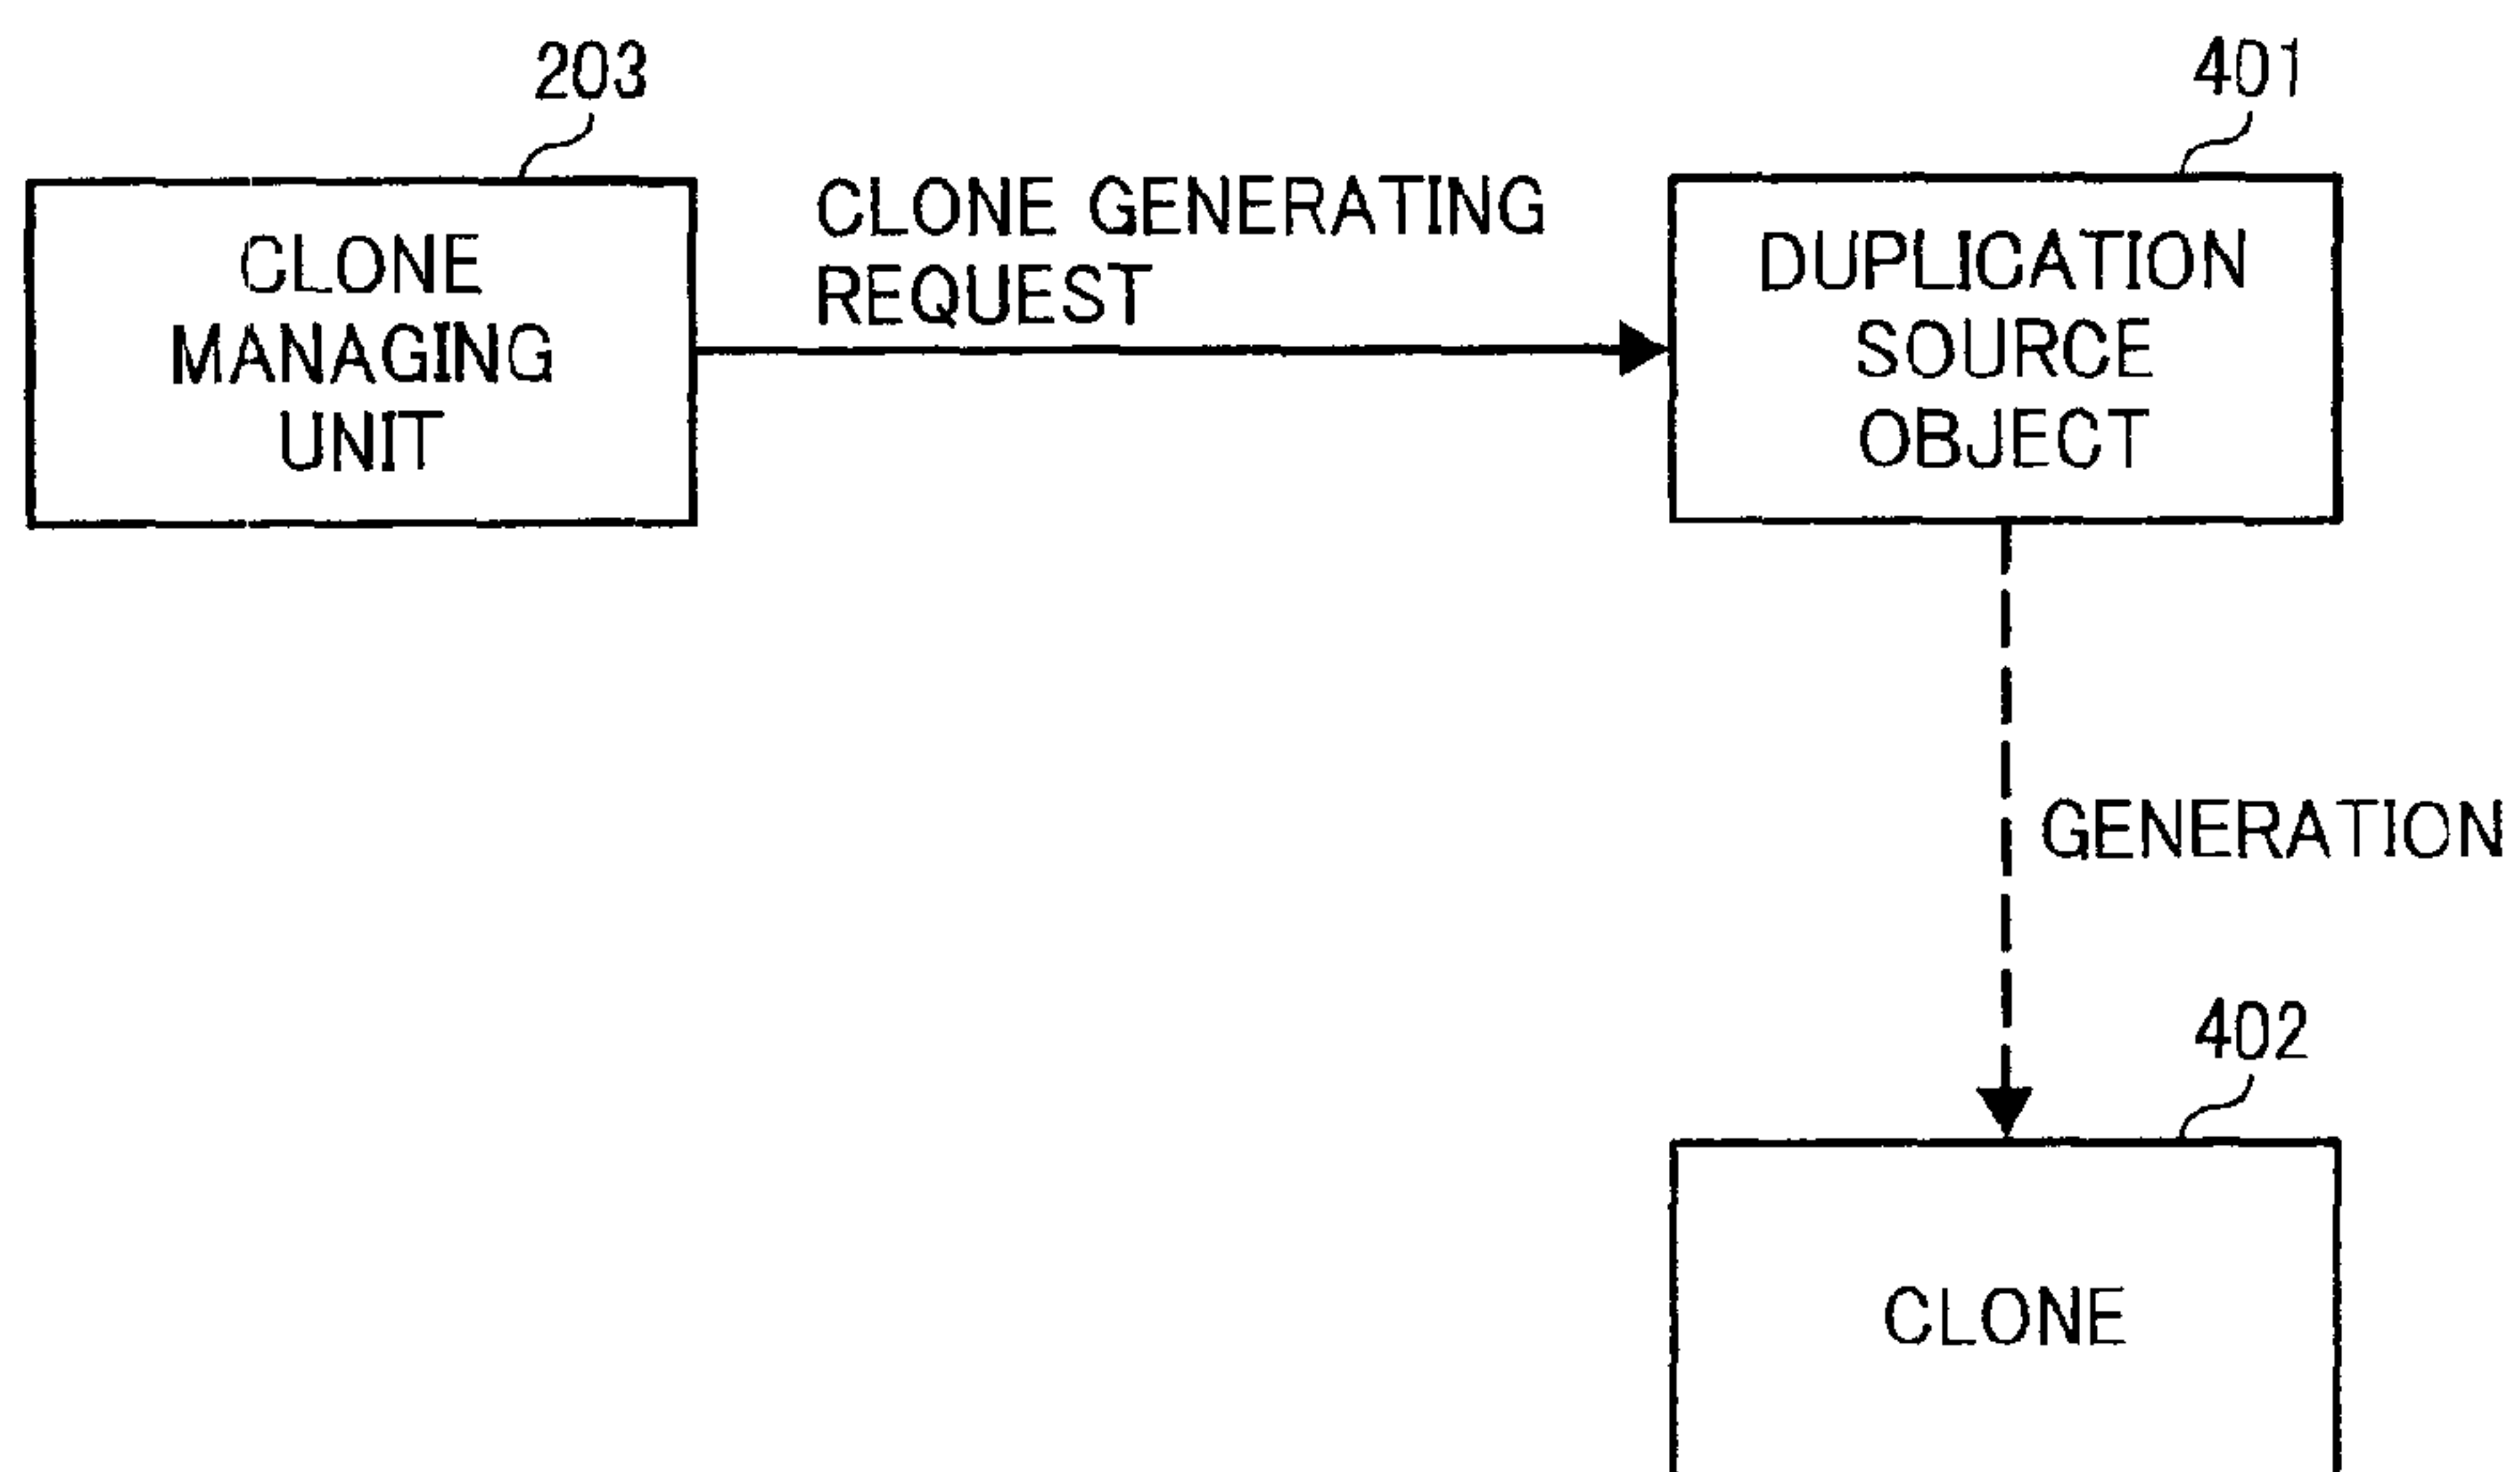 203
401
CLONE
MANAGING
UNIT
CLONE GENERATING
REQUEST
DUPLICATION
SOURCE
OBJECT
GENERATION
402
CLONE